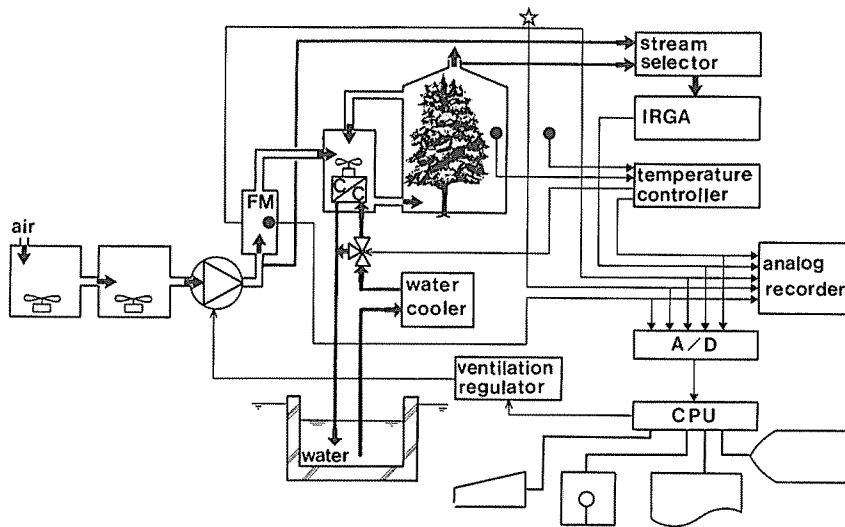 stream
selector
IRGA
temperature
controller
FM
C
C
air
water
cooler
analog
recorder
A/D
ventilation
regulator
CPU
water